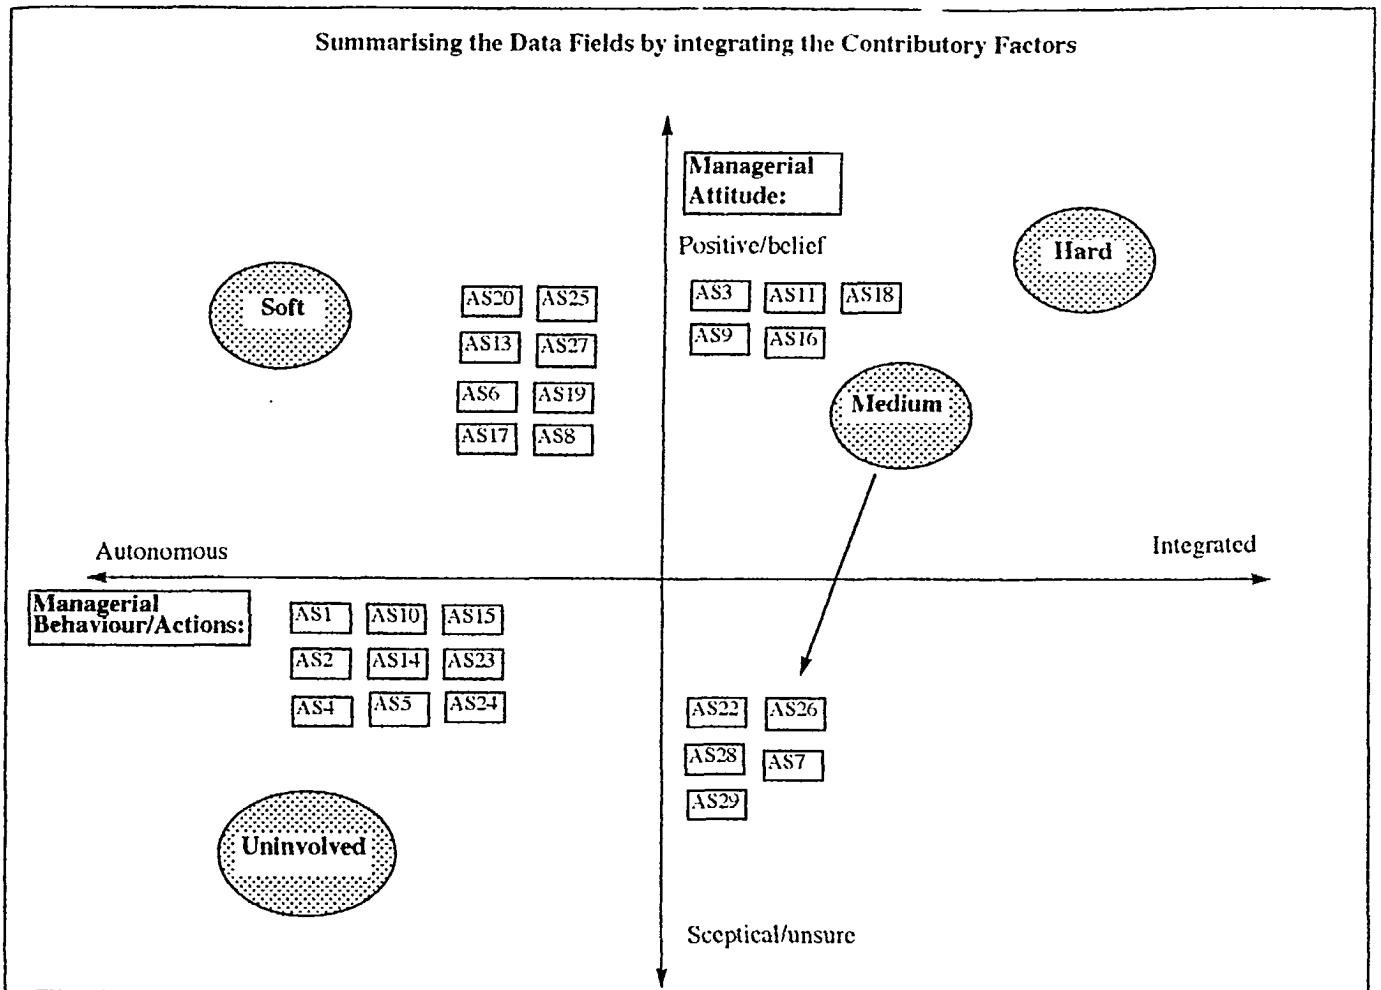 Summarising the Data Fields by integrating the Contributory Factors
Managerial
Attitude:
Positive/belief
Hard
Soft
AS20 AS25
AS3 AS11 AS18
AS13 AS27
AS9 AS16
AS6 AS19
Medium
AS17 AS8
Autonomous
Integrated
Managerial
Behaviour/Actions:
AS1 AS10 AS15
AS2 AS14 AS23
AS4 AS5 AS24
AS22 AS26
AS28 AS7
AS29
Uninvolved
Sceptical/unsure